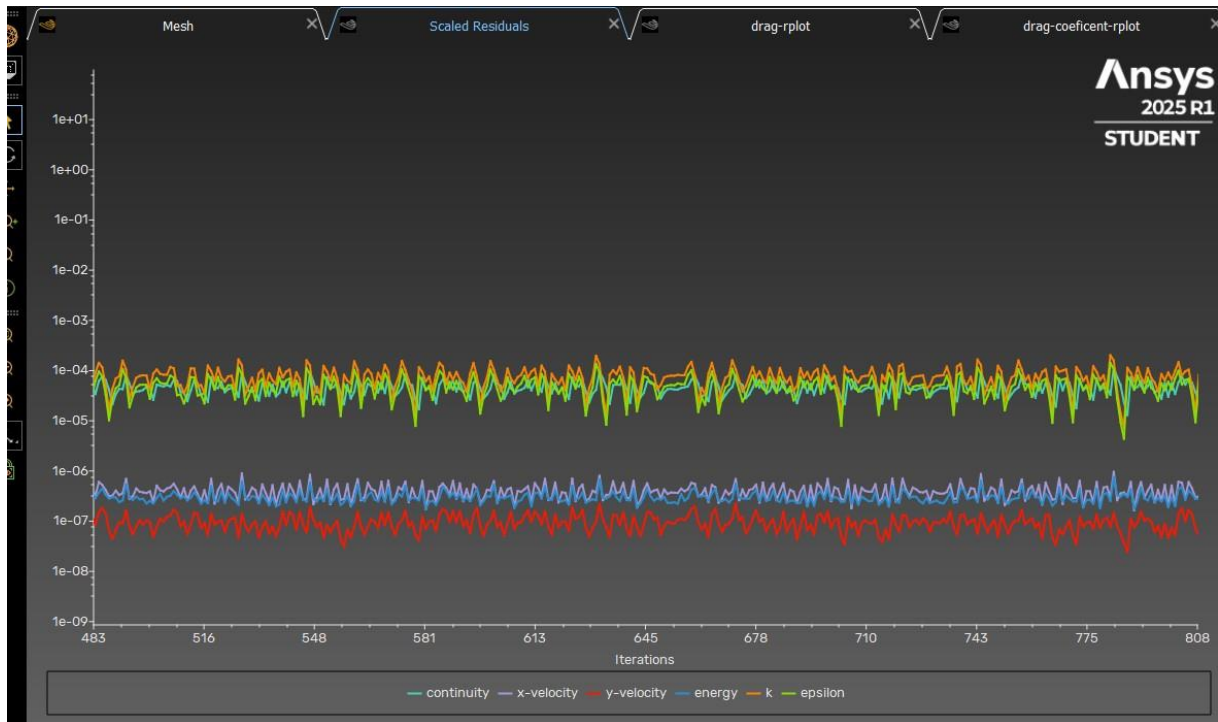 Mesh
Scaled Residuals
drag-rplot
drag-coeficent-rplot
Ansys
2025 R1
STUDENT
1e+01
1e+00
1e-01
1e-02
1e-03
1e-04
1e-05
1e-06
1e-07
1e-08
1e-09
483 516 548 581 613 645 678 710 743 775 808
Iterations
continuity x-velocity y-velocity energy k epsilon